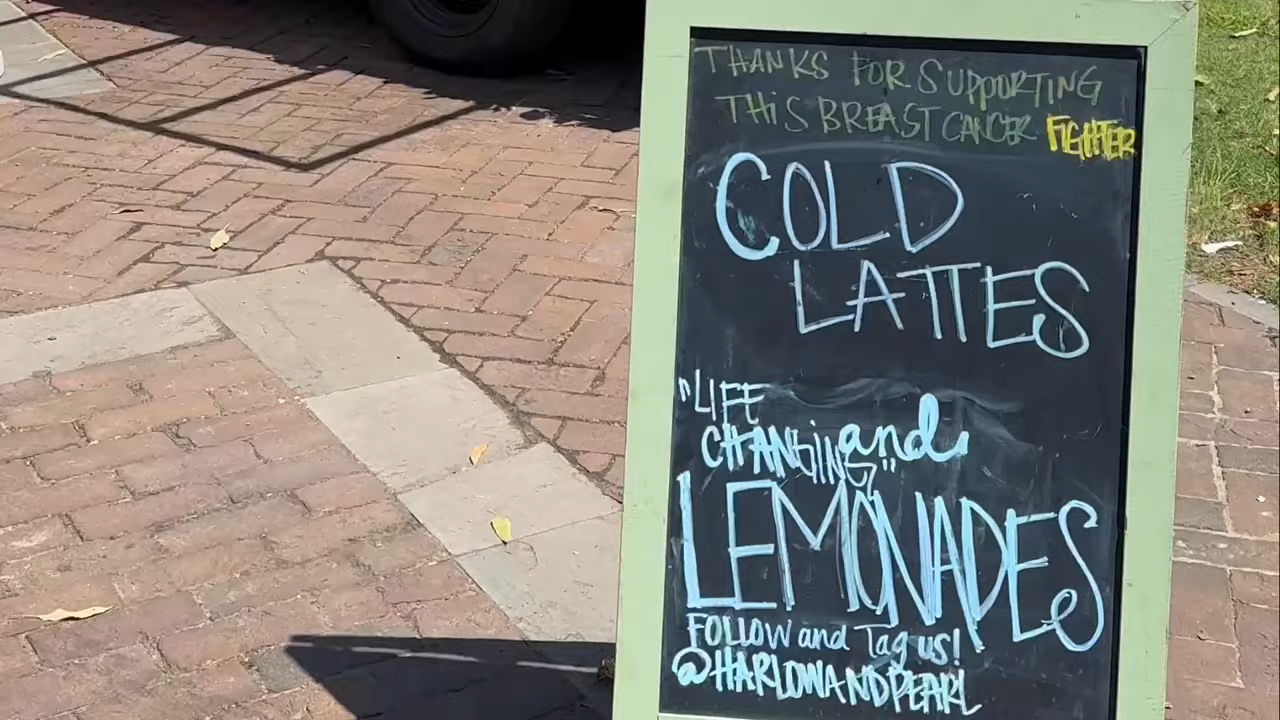 THANKS FOR SUPPORTING
THIS BREAST CANCER FIGHTER
COLD
LATTES
"LIFE
CHANGING" and
LEMONADES
FOLLOW and Tag us!
@HARLOWANDPEARL